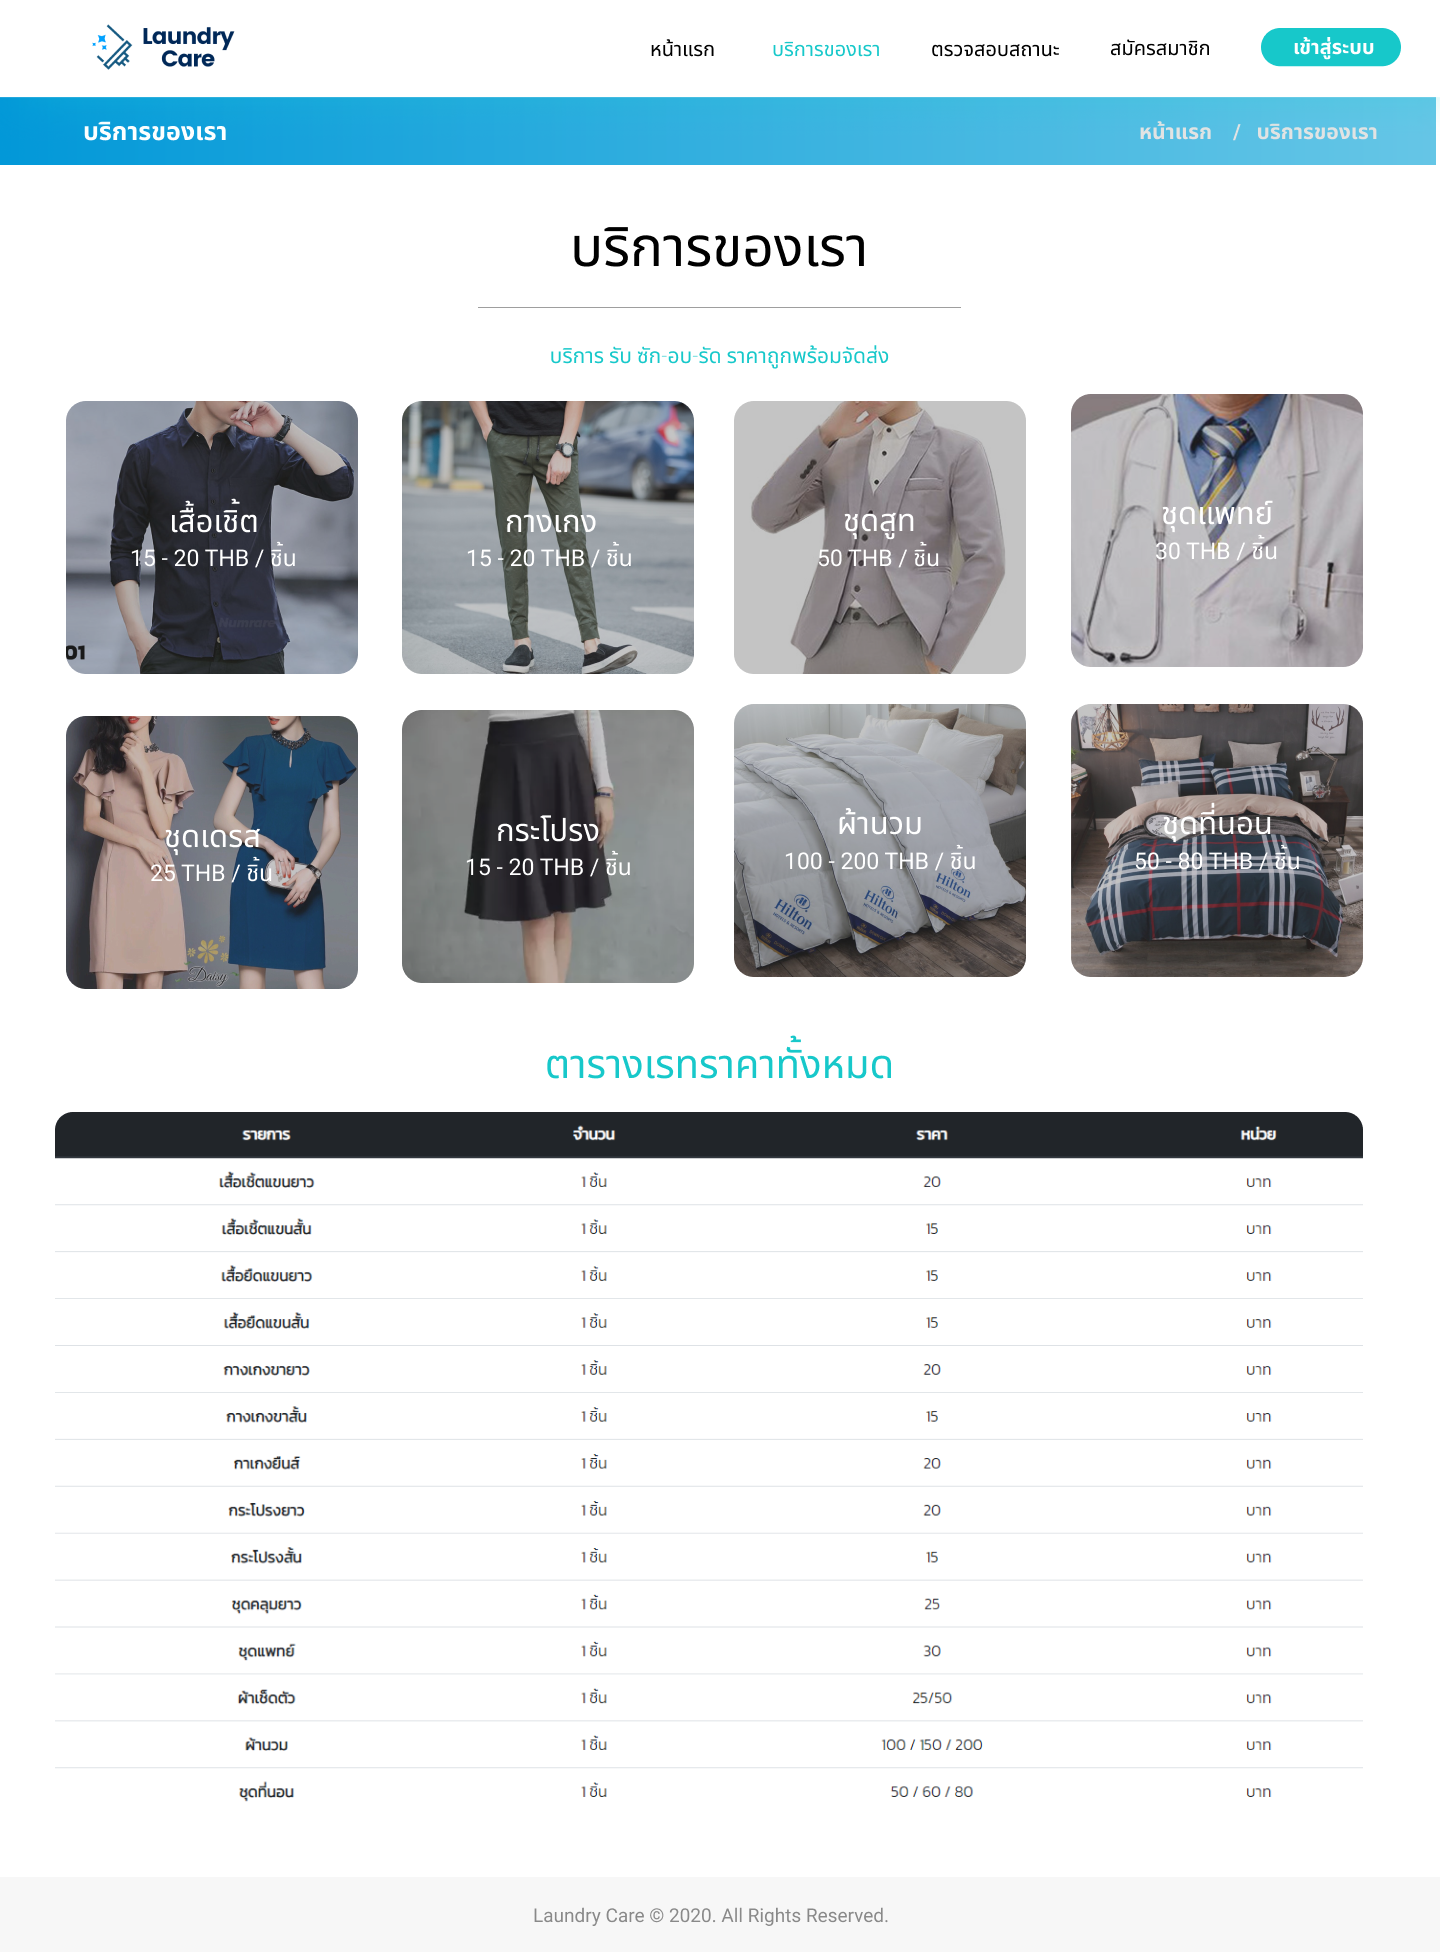 Laundry
Care
หน้าแรก
บริการของเรา
ตรวจสอบสถานะ
สมัครสมาชิก
เข้าสู่ระบบ
บริการของเรา
หน้าแรก / บริการของเรา
บริการของเรา
บริการ รับ ซัก-อบ-รัด ราคาถูกพร้อมจัดส่ง
เสื้อเชิ้ต
15 - 20 THB / ชิ้น
01
กางเกง
15 - 20 THB / ชิ้น
ชุดสูท
50 THB / ชิ้น
ชุดแพทย์
30 THB / ชิ้น
ชุดเดรส
25 THB / ชิ้น
Daisy
กระโปรง
15 - 20 THB / ชิ้น
ผ้านวม
100 - 200 THB / ชิ้น
Hilton
Hilton
Hilton
ชุดที่นอน
50 - 80 THB / ชิ้น
ตารางเรทราคาทั้งหมด
รายการ จำนวน ราคา หน่วย
เสื้อเชิ้ตแขนยาว 1 ชิ้น 20 บาท
เสื้อเชิ้ตแขนสั้น 1 ชิ้น 15 บาท
เสื้อยืดแขนยาว 1 ชิ้น 15 บาท
เสื้อยืดแขนสั้น 1 ชิ้น 15 บาท
กางเกงขายาว 1 ชิ้น 20 บาท
กางเกงขาสั้น 1 ชิ้น 15 บาท
กาเกงยีนส์ 1 ชิ้น 20 บาท
กระโปรงยาว 1 ชิ้น 20 บาท
กระโปรงสั้น 1 ชิ้น 15 บาท
ชุดคลุมยาว 1 ชิ้น 25 บาท
ชุดแพทย์ 1 ชิ้น 30 บาท
ผ้าเช็ดตัว 1 ชิ้น 25/50 บาท
ผ้านวม 1 ชิ้น 100 / 150 / 200 บาท
ชุดที่นอน 1 ชิ้น 50 / 60 / 80 บาท
Laundry Care © 2020. All Rights Reserved.